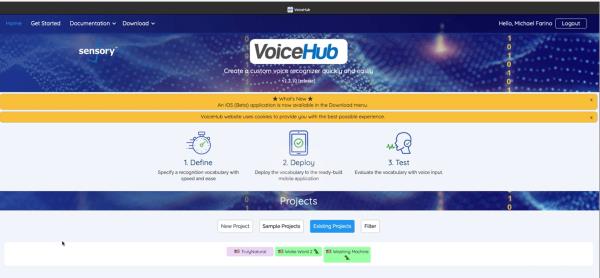 VoiceHub
Home Get Started Documentation Download Hello, Michael Farino Logout
sensory
VoiceHub
Create a custom voice recognizer quickly and easily
★ What's New ★
An iOS (Beta) application is now available in the Download menu.
x
VoiceHub website uses cookies to provide you with the best possible experience.
x
1. Define
Specify a recognition vocabulary with
speed and ease
2. Deploy
Deploy the vocabulary to the ready-built
mobile application
3. Test
Evaluate the vocabulary with voice input.
Projects
New Project Sample Projects Existing Projects Filter
TrulyNatural Wake Word 2 Washing Machine